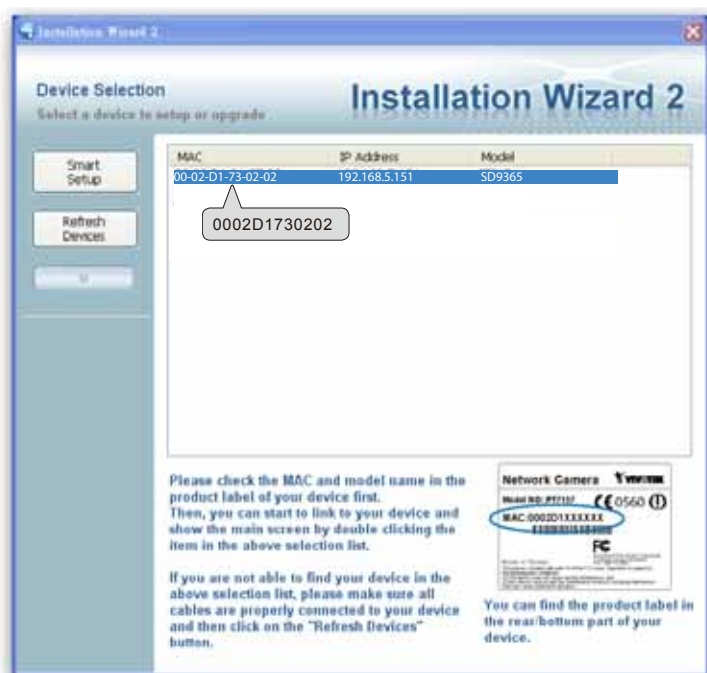 Installation Wizard 2
Device Selection
Select a device to setup or upgrade
Installation Wizard 2
Smart
Setup
Refresh
Devices
MAC IP Address Model
00-02-D1-73-02-02 192.168.5.151 SD9365
0002D1730202
Please check the MAC and model name in the
product label of your device first.
Then, you can start to link to your device and
show the main screen by double clicking the
item in the above selection list.
If you are not able to find your device in the
above selection list, please make sure all
cables are properly connected to your device
and then click on the "Refresh Devices"
button.
Network Camera VIVOTEK
Model NO: PT7137 CE0560
MAC:0002D1XXXXXX
FC
You can find the product label in
the rear/bottom part of your
device.